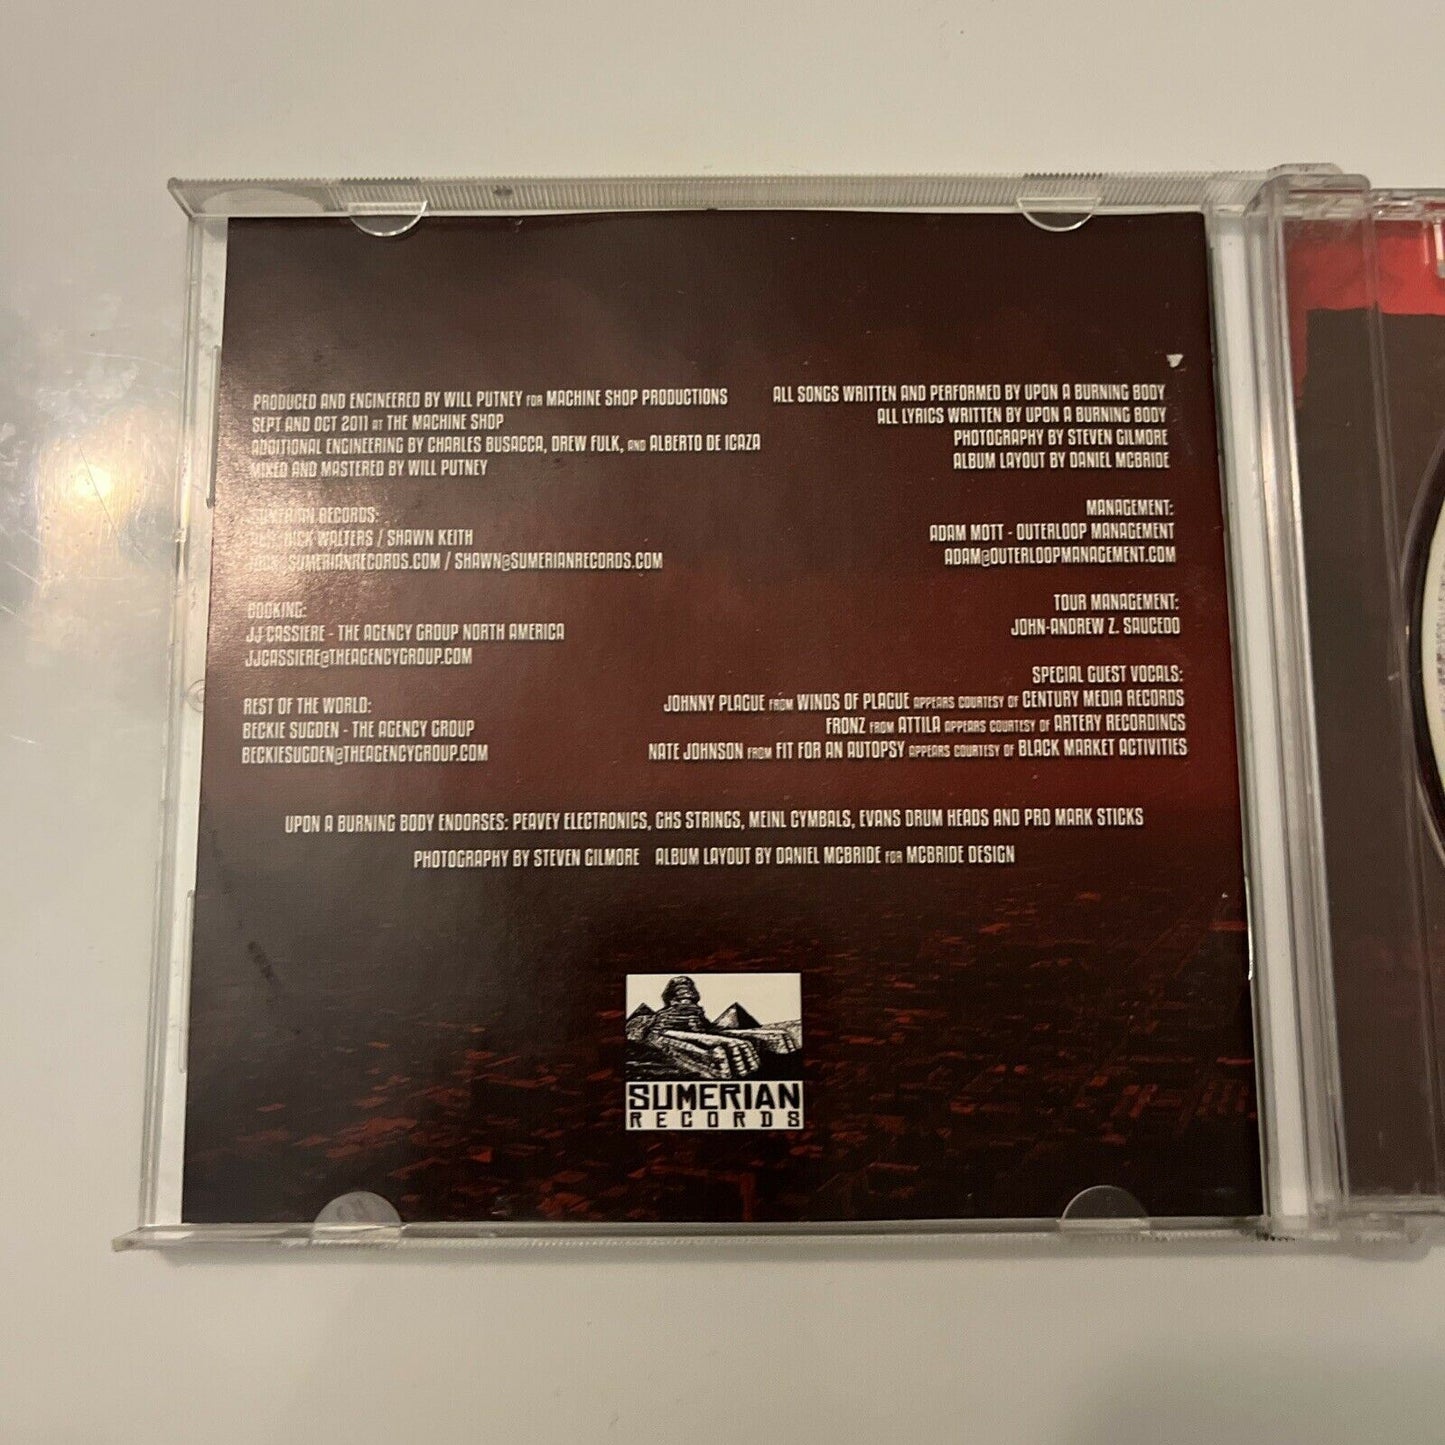 PRODUCED AND ENGINEERED BY WILL PUTNEY FOR MACHINE SHOP PRODUCTIONS
SEPT AND OCT 2011 AT THE MACHINE SHOP
ADDITIONAL ENGINEERING BY CHARLES BUSACCA, DREW FULK, AND ALBERTO DE ICAZA
MIXED AND MASTERED BY WILL PUTNEY
SUMERIAN RECORDS:
NICK WALTERS / SHAWN KEITH
SUMERIANRECORDS.COM / SHAWN@SUMERIANRECORDS.COM
BOOKING:
JJ CASSIERE - THE AGENCY GROUP NORTH AMERICA
JJCASSIERE@THEAGENCYGROUP.COM
REST OF THE WORLD:
BECKIE SUGDEN - THE AGENCY GROUP
BECKIESUGDEN@THEAGENCYGROUP.COM
ALL SONGS WRITTEN AND PERFORMED BY UPON A BURNING BODY
ALL LYRICS WRITTEN BY UPON A BURNING BODY
PHOTOGRAPHY BY STEVEN GILMORE
ALBUM LAYOUT BY DANIEL MCBRIDE
MANAGEMENT:
ADAM MOTT - OUTERLOOP MANAGEMENT
ADAM@OUTERLOOPMANAGEMENT.COM
TOUR MANAGEMENT:
JOHN-ANDREW Z. SAUCEDO
SPECIAL GUEST VOCALS:
JOHNNY PLAGUE FROM WINDS OF PLAGUE APPEARS COURTESY OF CENTURY MEDIA RECORDS
FRONZ FROM ATTILA APPEARS COURTESY OF ARTERY RECORDINGS
NATE JOHNSON FROM FIT FOR AN AUTOPSY APPEARS COURTESY OF BLACK MARKET ACTIVITIES
UPON A BURNING BODY ENDORSES: PEAVEY ELECTRONICS, GHS STRINGS, MEINL CYMBALS, EVANS DRUM HEADS AND PRO MARK STICKS
PHOTOGRAPHY BY STEVEN GILMORE ALBUM LAYOUT BY DANIEL MCBRIDE FOR MCBRIDE DESIGN
SUMERIAN
RECORDS